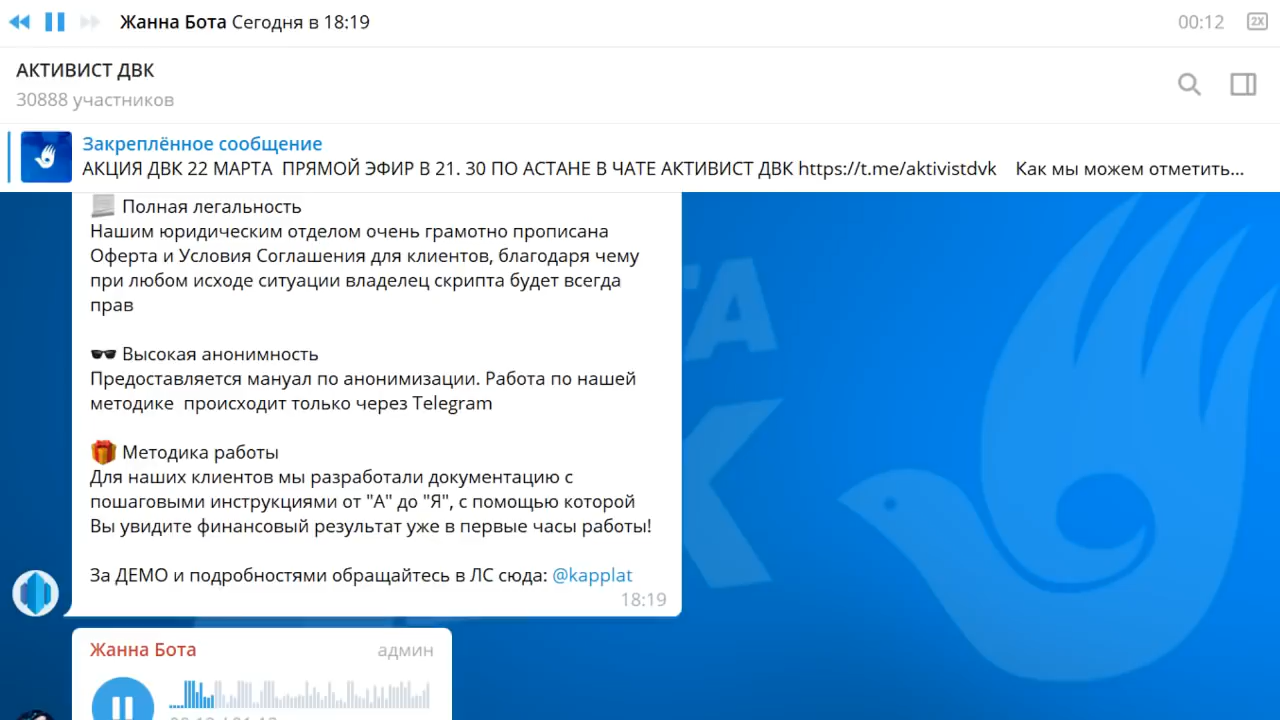 Жанна Бота Сегодня в 18:19
00:12
2X
АКТИВИСТ ДВК
30888 участников
Закреплённое сообщение
АКЦИЯ ДВК 22 МАРТА ПРЯМОЙ ЭФИР В 21. 30 ПО АСТАНЕ В ЧАТЕ АКТИВИСТ ДВК https://t.me/aktivistdvk Как мы можем отметить...
Полная легальность
Нашим юридическим отделом очень грамотно прописана
Оферта и Условия Соглашения для клиентов, благодаря чему
при любом исходе ситуации владелец скрипта будет всегда
прав
Высокая анонимность
Предоставляется мануал по анонимизации. Работа по нашей
методике происходит только через Telegram
Методика работы
Для наших клиентов мы разработали документацию с
пошаговыми инструкциями от "А" до "Я", с помощью которой
Вы увидите финансовый результат уже в первые часы работы!
За ДЕМО и подробностями обращайтесь в ЛС сюда: @kapplat
18:19
Жанна Бота админ